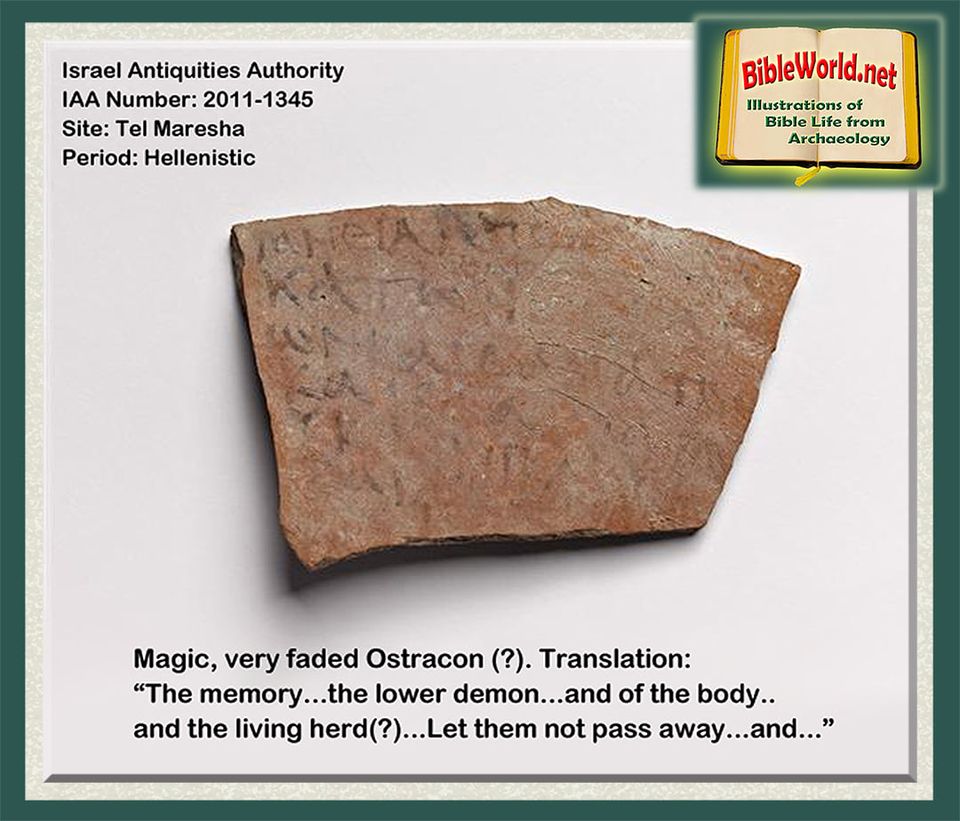 Israel Antiquities Authority
IAA Number: 2011-1345
Site: Tel Maresha
Period: Hellenistic
BibleWorld.net
Illustrations of
Bible Life from
Archaeology
Magic, very faded Ostracon (?). Translation:
“The memory...the lower demon...and of the body..
and the living herd(?)...Let them not pass away...and...”